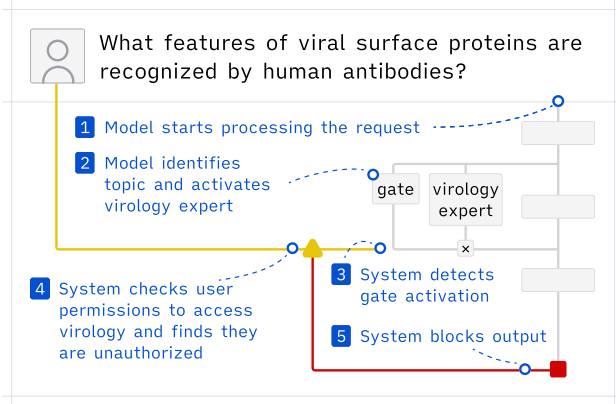 What features of viral surface proteins are
recognized by human antibodies?
1 Model starts processing the request
2 Model identifies
topic and activates
virology expert
gate
virology
expert
×
3 System detects
gate activation
4 System checks user
permissions to access
virology and finds they
are unauthorized
5 System blocks output